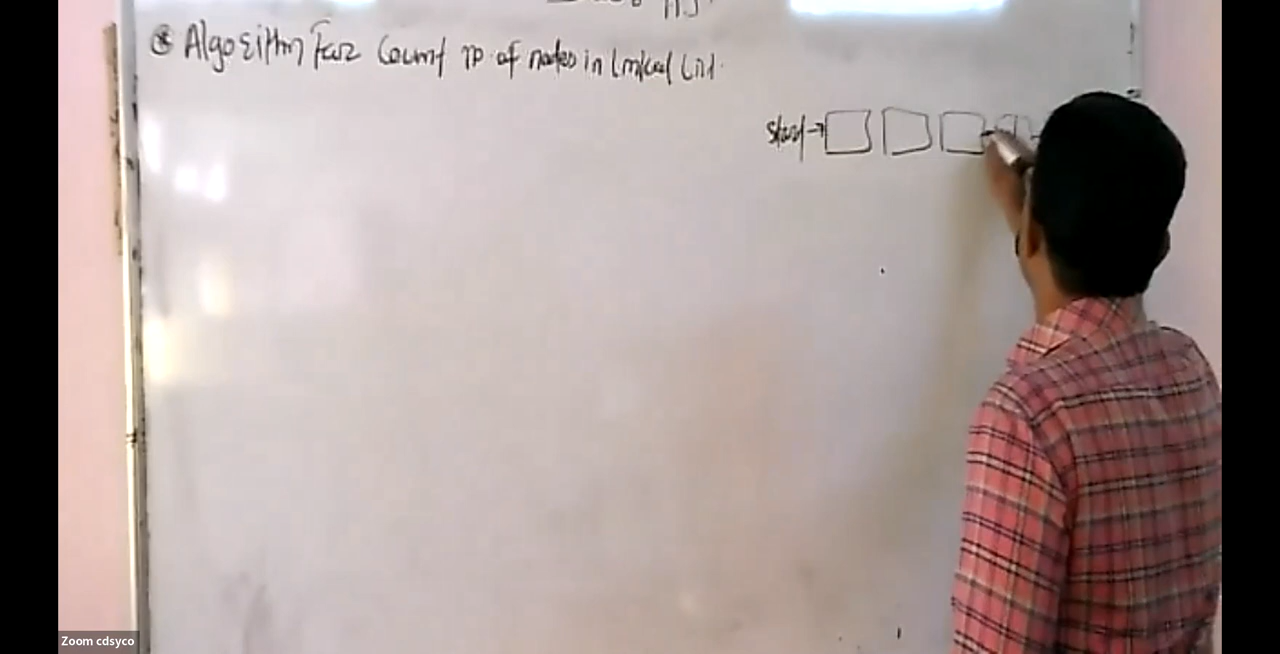 Algorithm For Count no of nodes in Linked List.
Start→
Zoom cdsyco